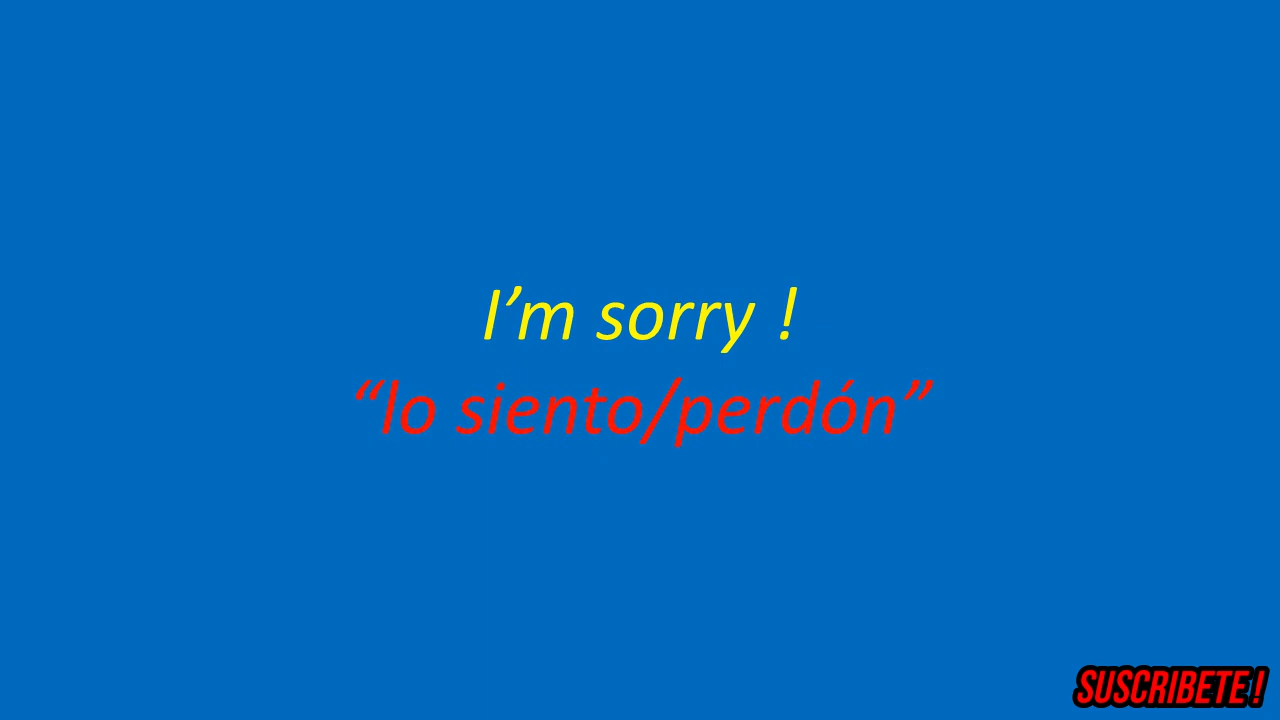 I’m sorry !
“lo siento/perdón”
SUSCRIBETE !